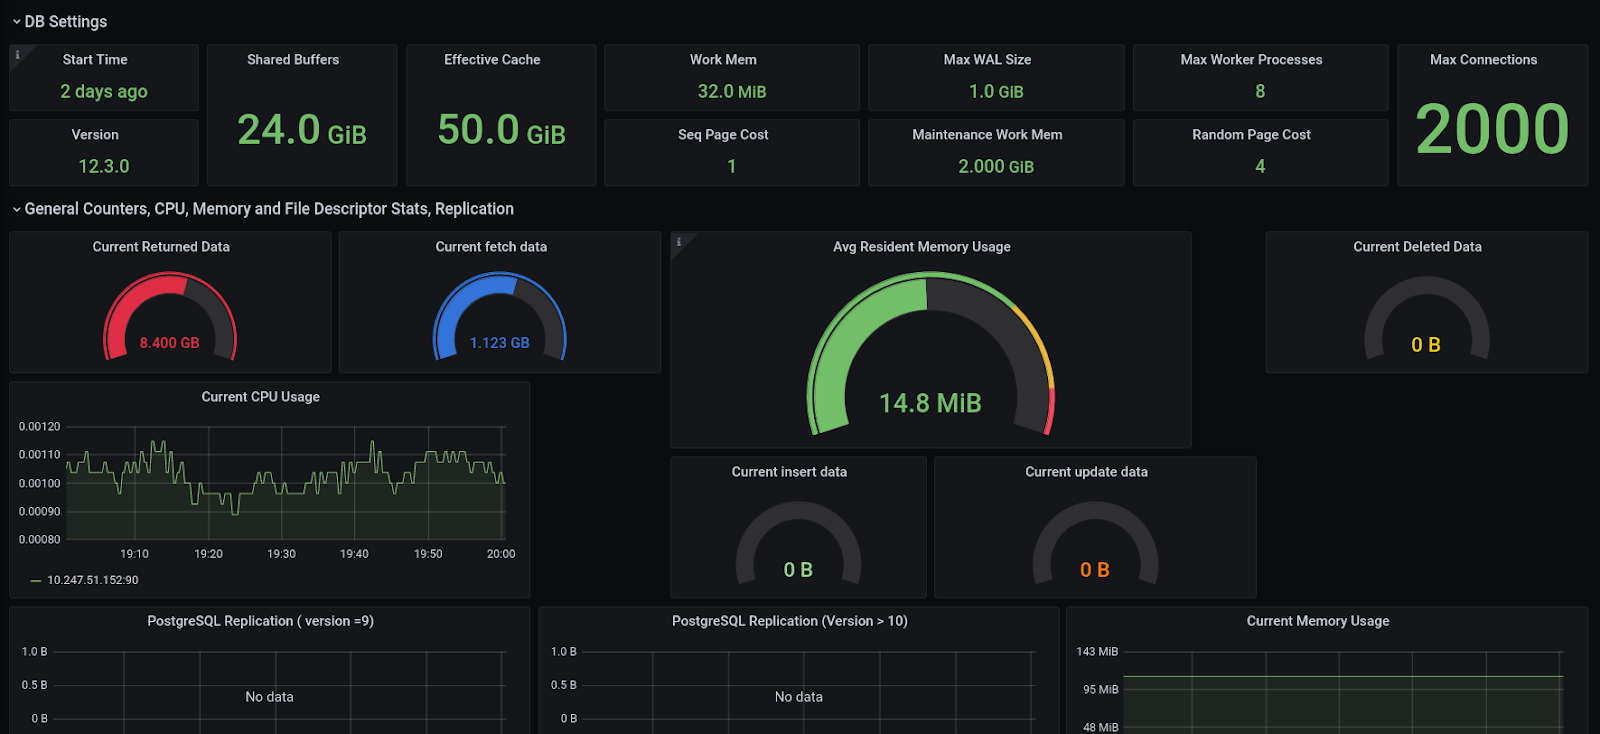 DB Settings
Start Time
2 days ago
Version
12.3.0
Shared Buffers
24.0 GiB
Effective Cache
50.0 GiB
Work Mem
32.0 MiB
Seq Page Cost
1
Max WAL Size
1.0 GiB
Maintenance Work Mem
2.000 GiB
Max Worker Processes
8
Random Page Cost
4
Max Connections
2000
General Counters, CPU, Memory and File Descriptor Stats, Replication
Current Returned Data
8.400 GB
Current fetch data
1.123 GB
Avg Resident Memory Usage
14.8 MiB
Current Deleted Data
0 B
Current CPU Usage
0.00120
0.00110
0.00100
0.00090
0.00080
19:10 19:20 19:30 19:40 19:50 20:00
10.247.51.152:90
Current insert data
0 B
Current update data
0 B
PostgreSQL Replication ( version =9)
1.0 B
0.5 B
0 B
No data
PostgreSQL Replication (Version > 10)
1.0 B
0.5 B
0 B
No data
Current Memory Usage
143 MiB
95 MiB
48 MiB